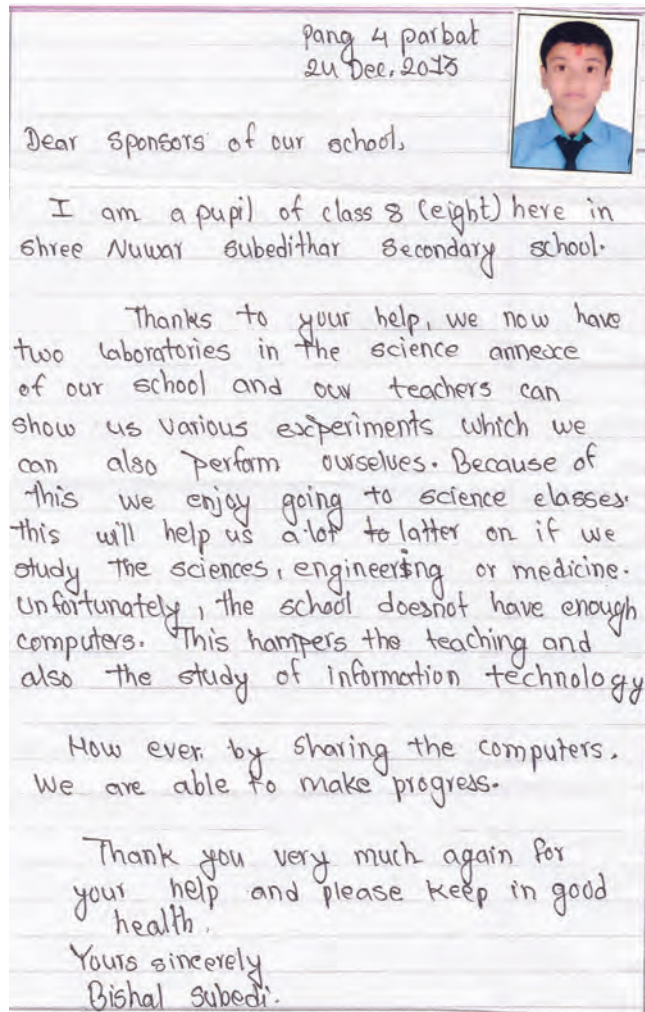 Pang 4 Parbat
24 Dec. 2013
Dear Sponsors of our school,
I am a pupil of class 8 (eight) here in
Shree Nuwar Subedithar Secondary School.
Thanks to your help, we now have
two laboratories in the science annexe
of our school and our teachers can
show us various experiments which we
can also perform ourselves. Because of
this we enjoy going to science classes.
this will help us a lot to latter on if we
study the sciences, engineering or medicine.
Unfortunately, the school doesnot have enough
computers. This hampers the teaching and
also the study of information technology
How ever by sharing the computers.
We are able to make progress.
Thank you very much again for
your help and please keep in good
health.
Yours sincerely
Bishal Subedi.